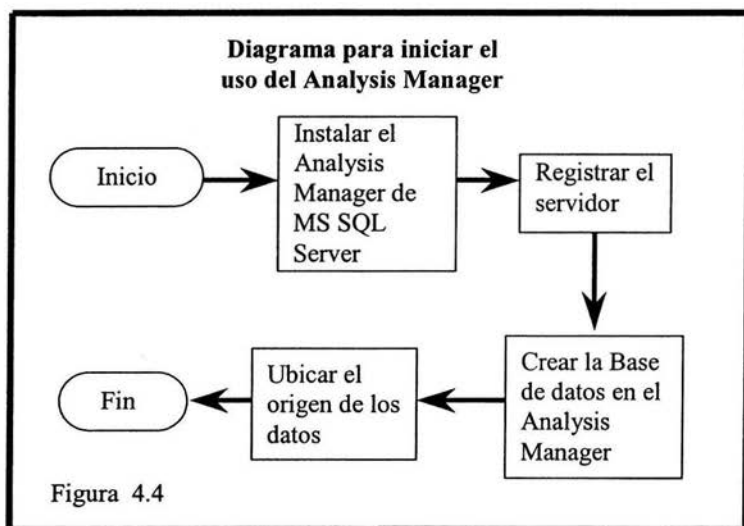 Diagrama para iniciar el
uso del Analysis Manager
Inicio
Instalar el
Analysis
Manager de
MS SQL
Server
Registrar el
servidor
Crear la Base
de datos en el
Analysis
Manager
Ubicar el
origen de los
datos
Fin
Figura 4.4